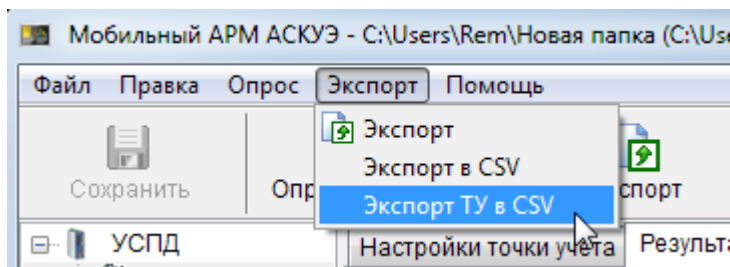 Мобильный АРМ АСКУЭ - C:\Users\Rem\Новая папка (C:\Use
Файл Правка Опрос Экспорт Помощь
Экспорт
Экспорт в CSV
Экспорт ТУ в CSV
Сохранить Опр спорт
УСПД
Настройки точки учета Результа